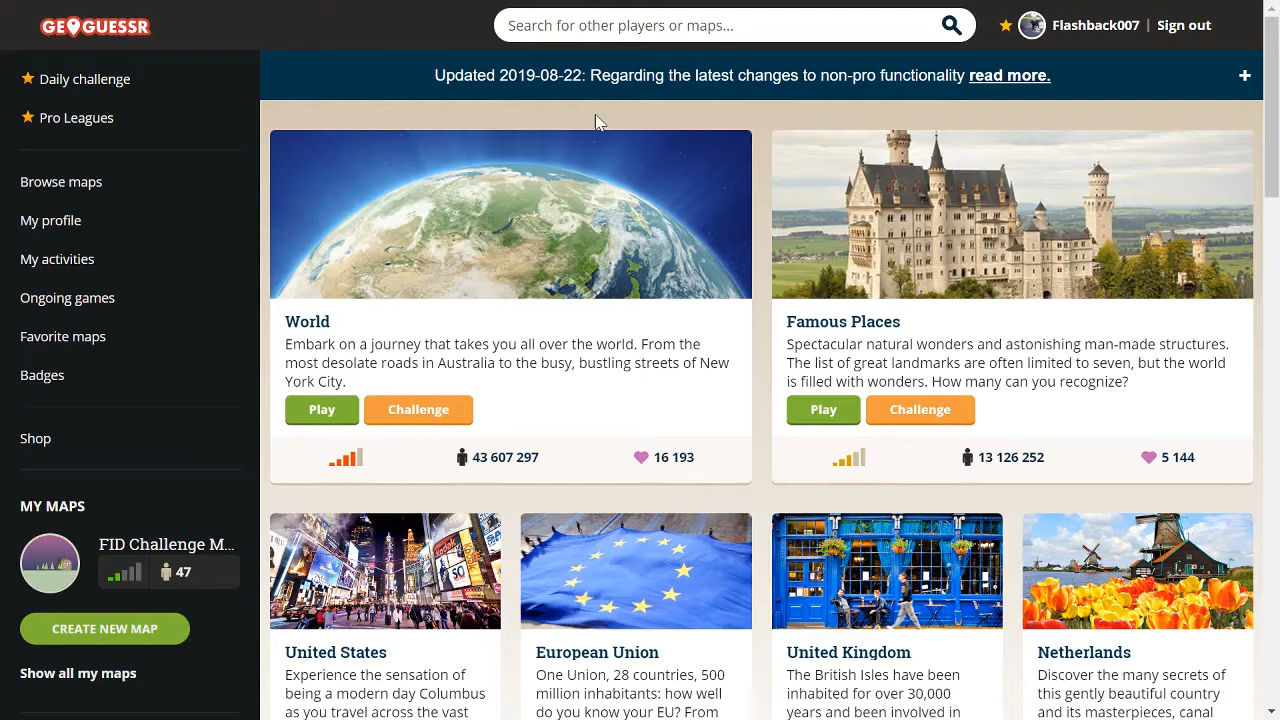 GEOGUESSR
Search for other players or maps...
Flashback007 | Sign out
Updated 2019-08-22: Regarding the latest changes to non-pro functionality read more. +
Daily challenge
Pro Leagues
Browse maps
My profile
My activities
Ongoing games
Favorite maps
Badges
Shop
MY MAPS
FID Challenge M...
47
CREATE NEW MAP
Show all my maps
World
Embark on a journey that takes you all over the world. From the
most desolate roads in Australia to the busy, bustling streets of New
York City.
Play
Challenge
43 607 297
16 193
Famous Places
Spectacular natural wonders and astonishing man-made structures.
The list of great landmarks are often limited to seven, but the world
is filled with wonders. How many can you recognize?
Play
Challenge
13 126 252
5 144
United States
Experience the sensation of
being a modern day Columbus
as you travel across the vast
European Union
One Union, 28 countries, 500
million inhabitants: how well
do you know your EU? From
United Kingdom
The British Isles have been
inhabited for over 30,000
years and been involved in
Netherlands
Discover the many secrets of
this gently beautiful country
and its masterpieces, canal